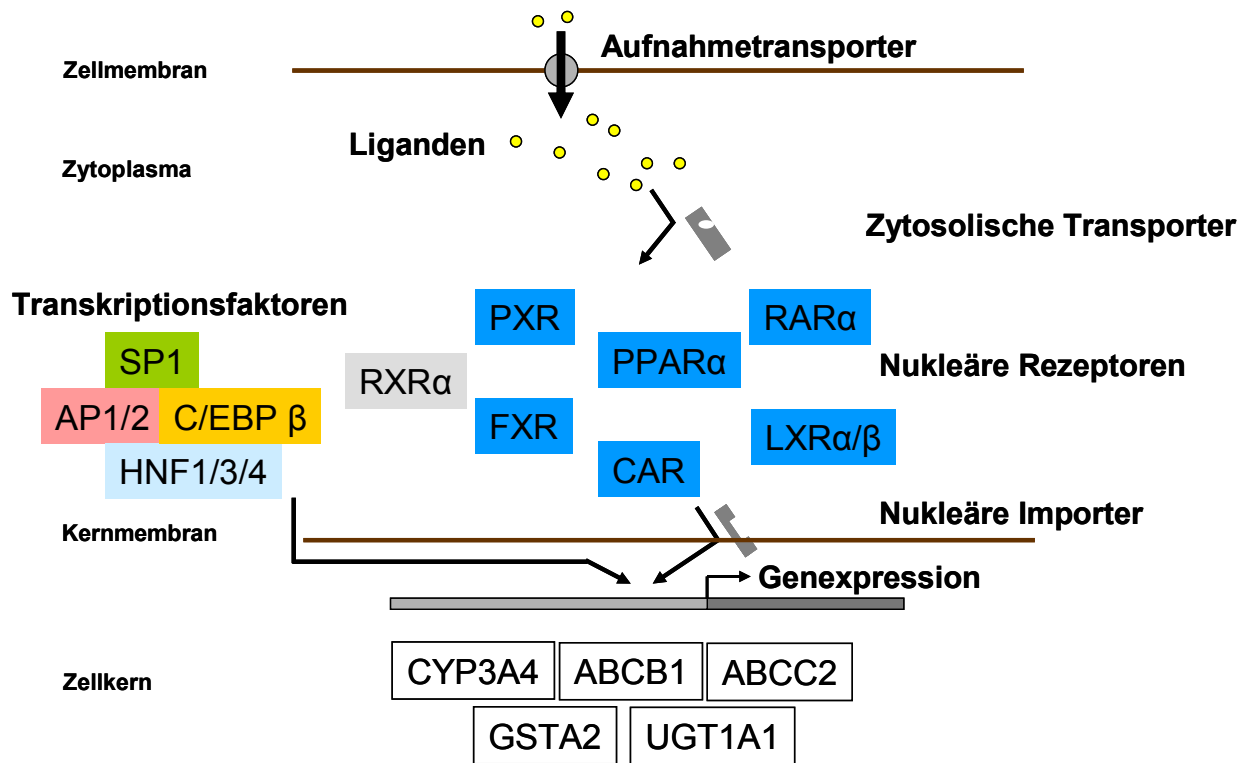 Aufnahmetransporter
Zellmembran
Liganden
Zytoplasma
Zytosolische Transporter
Transkriptionsfaktoren
PXR
RARα
SP1
PPARα
Nukleäre Rezeptoren
RXRα
AP1/2
C/EBP β
FXR
LXRα/β
HNF1/3/4
CAR
Nukleäre Importer
Kernmembran
Genexpression
CYP3A4
ABCB1
ABCC2
Zellkern
GSTA2
UGT1A1